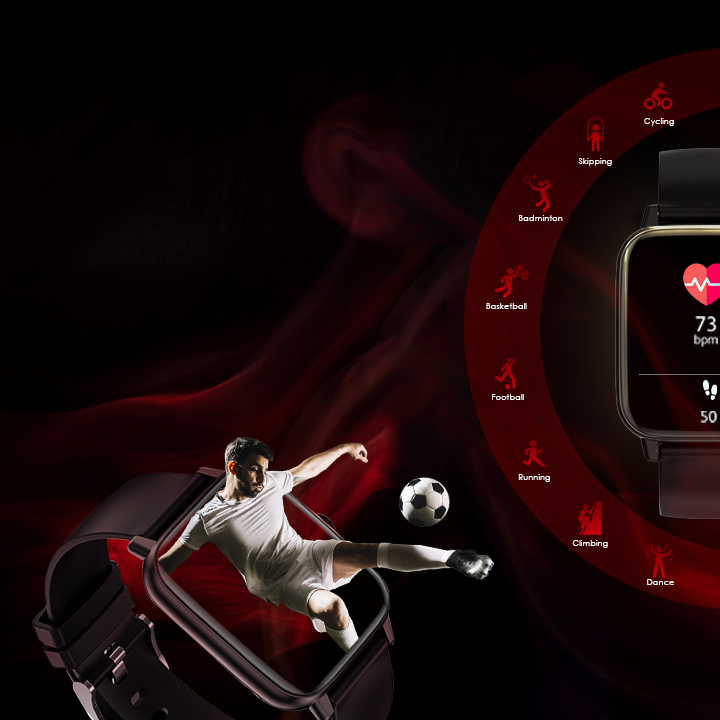 Cycling
Skipping
Badminton
Basketball
Football
Running
Climbing
Dance
73
bpm
50